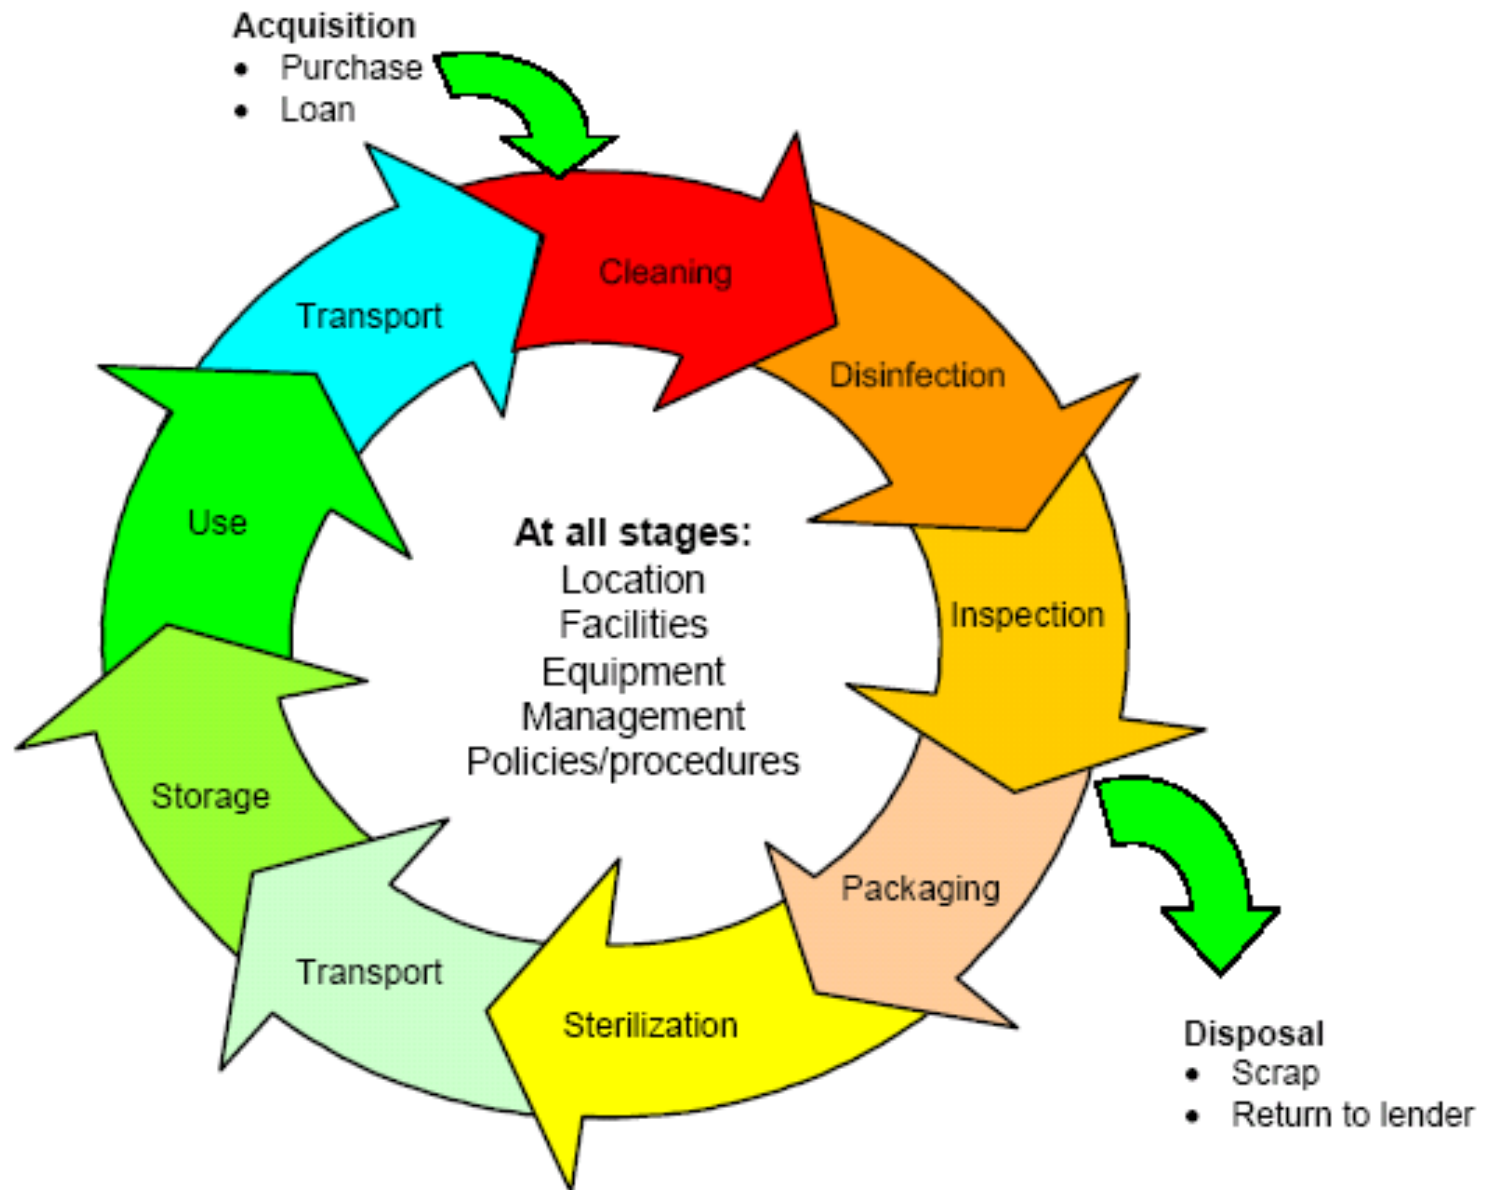 Acquisition
• Purchase
• Loan
Cleaning
Transport
Disinfection
Use
At all stages:
Location
Facilities
Equipment
Management
Policies/procedures
Inspection
Storage
Packaging
Transport
Sterilization
Disposal
• Scrap
• Return to lender